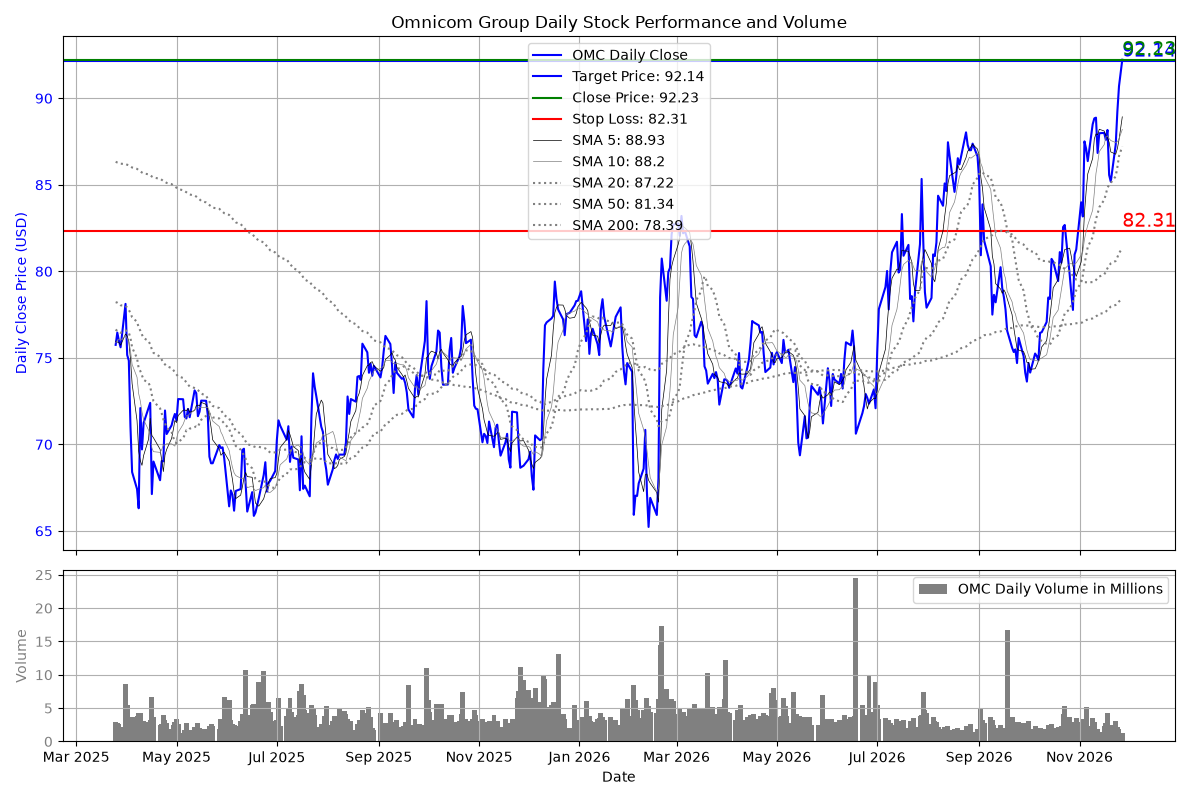 Omnicom Group Daily Stock Performance and Volume
92.23
92.14
OMC Daily Close
Target Price: 92.14
Close Price: 92.23
Stop Loss: 82.31
SMA 5: 88.93
SMA 10: 88.2
SMA 20: 87.22
SMA 50: 81.34
SMA 200: 78.39
82.31
Daily Close Price (USD)
90
85
80
75
70
65
OMC Daily Volume in Millions
Volume
25
20
15
10
5
0
Mar 2025 May 2025 Jul 2025 Sep 2025 Nov 2025 Jan 2026 Mar 2026 May 2026 Jul 2026 Sep 2026 Nov 2026
Date